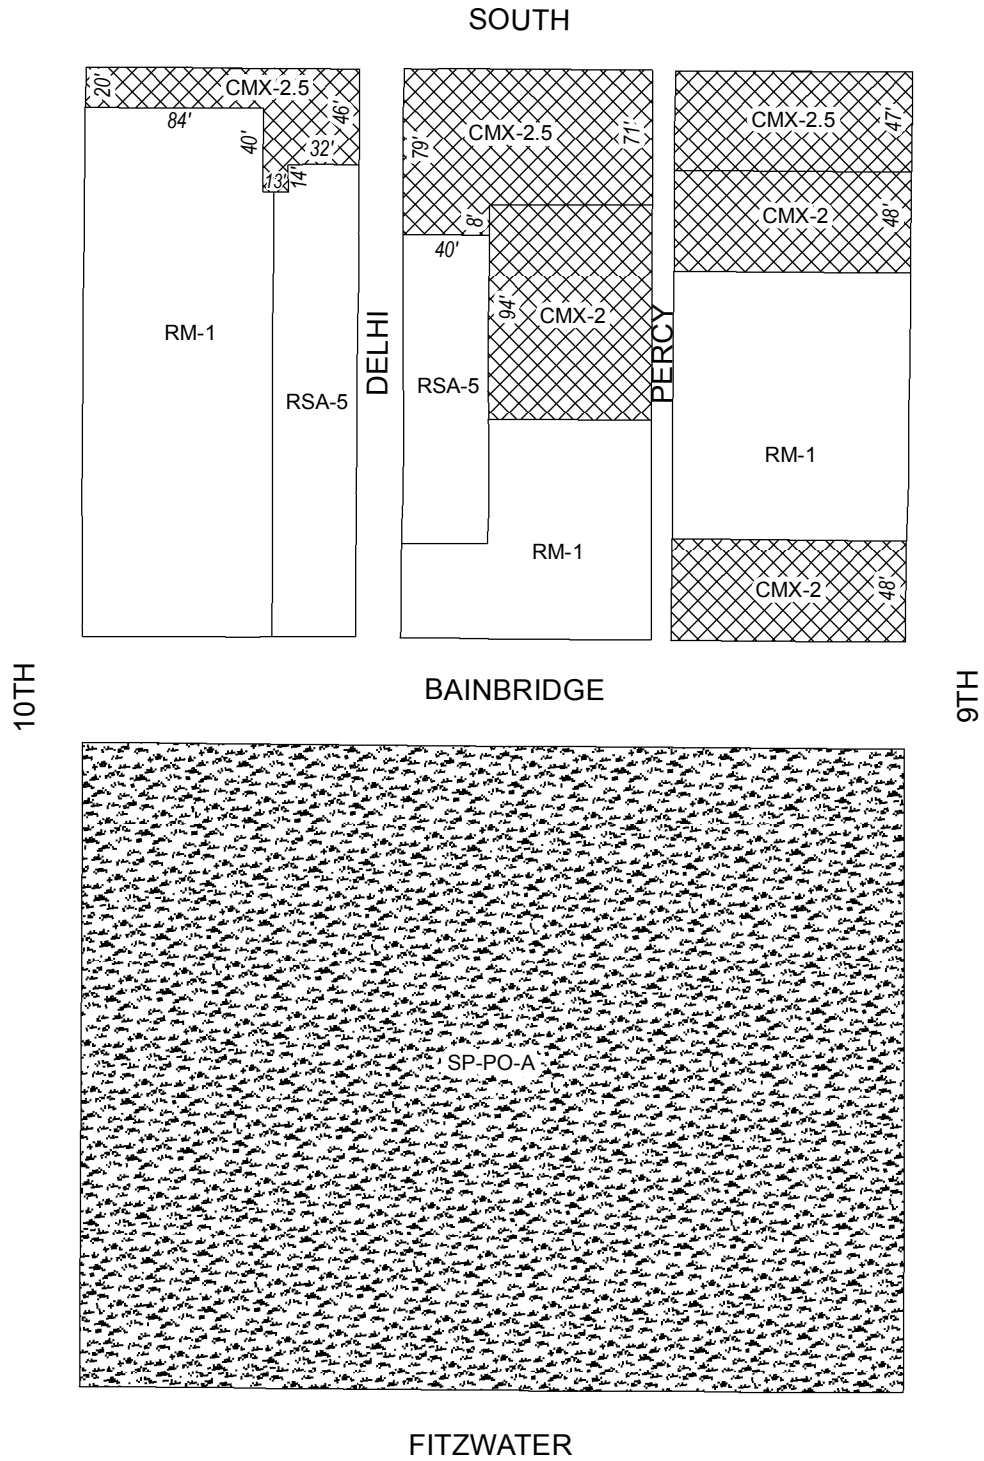 SOUTH
20'
CMX-2.5
46'
84'
40'
32'
13'
14'
RM-1
RSA-5
DELHI
CMX-2.5
79'
71'
8'
40'
94'
CMX-2
RSA-5
RM-1
PERCY
CMX-2.5
47'
CMX-2
48'
RM-1
CMX-2
48'
10TH
BAINBRIDGE
9TH
SP-PO-A
FITZWATER